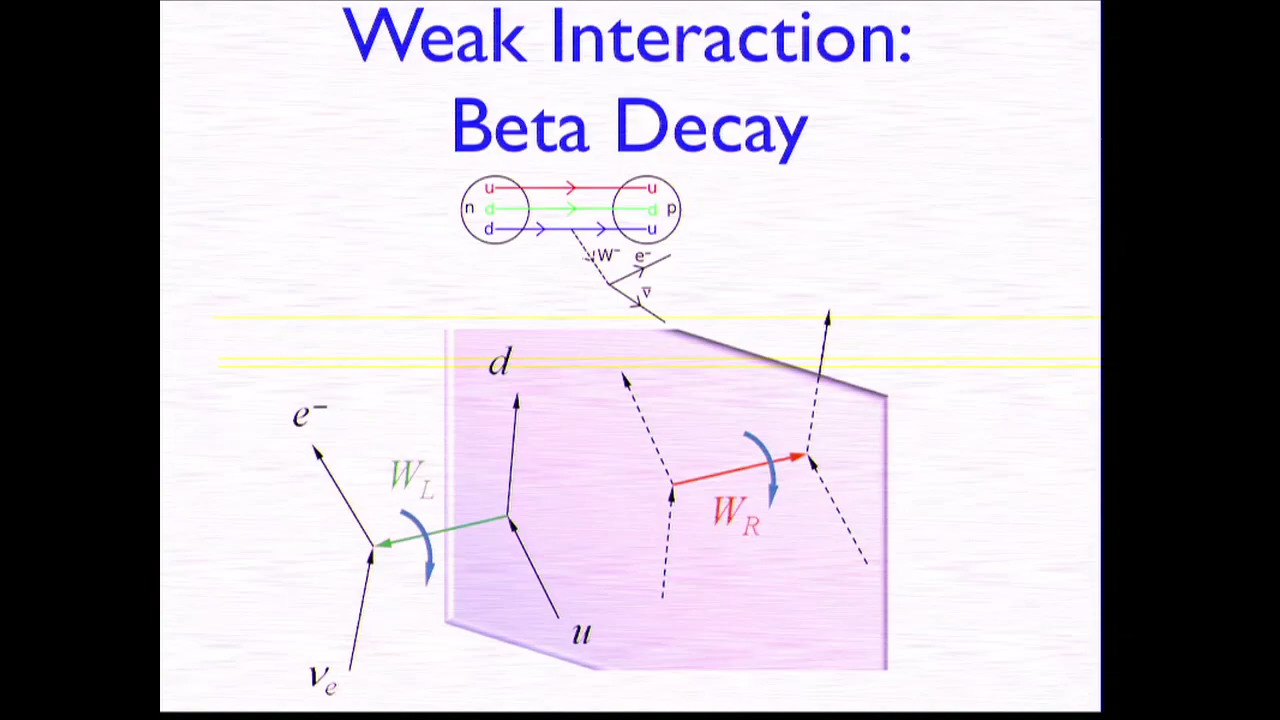 Weak Interaction:
Beta Decay
u u
n d d p
d u
W⁻ e⁻
ν̅
d
e⁻
W_L
W_R
u
ν_e